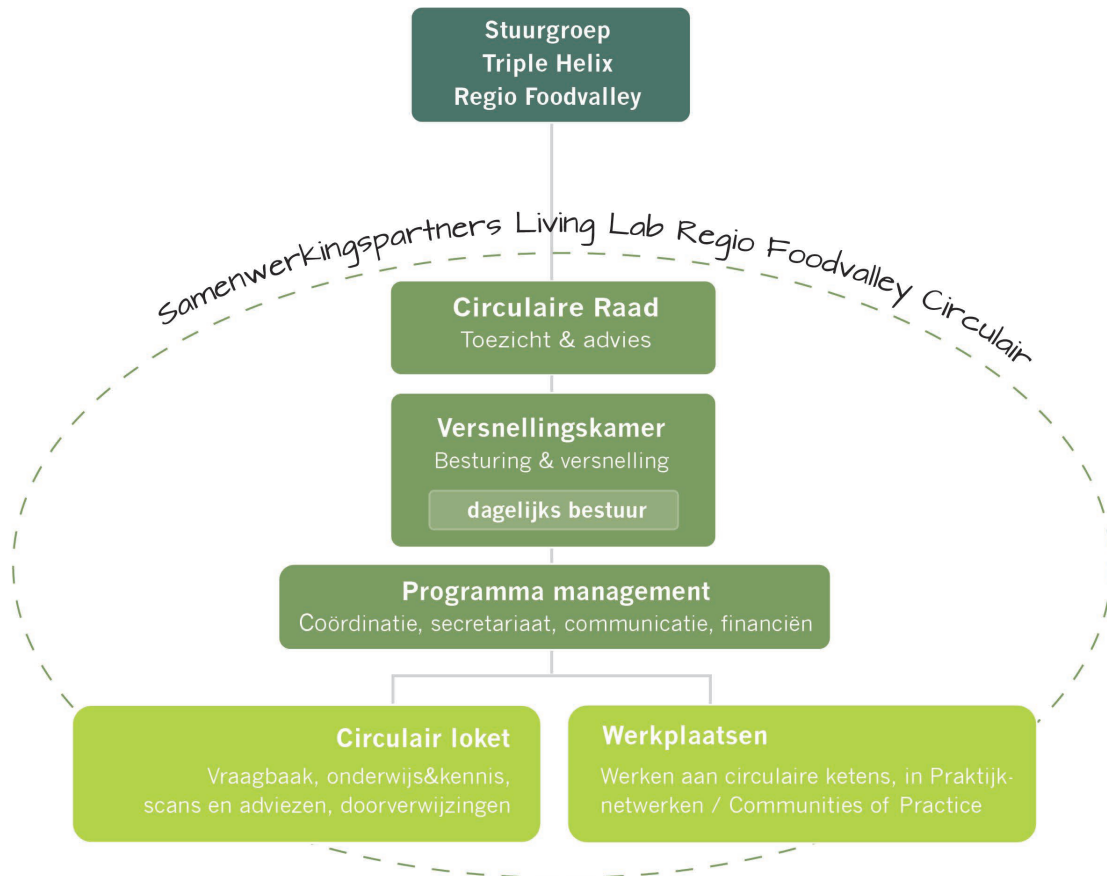 Stuurgroep
Triple Helix
Regio Foodvalley
Samenwerkingspartners Living Lab Regio Foodvalley Circulair
Circulaire Raad
Toezicht & advies
Versnellingskamer
Besturing & versnelling
dagelijks bestuur
Programma management
Coördinatie, secretariaat, communicatie, financiën
Circulair loket
Vraagbaak, onderwijs&kennis,
scans en adviezen, doorverwijzingen
Werkplaatsen
Werken aan circulaire ketens, in Praktijk-
netwerken / Communities of Practice